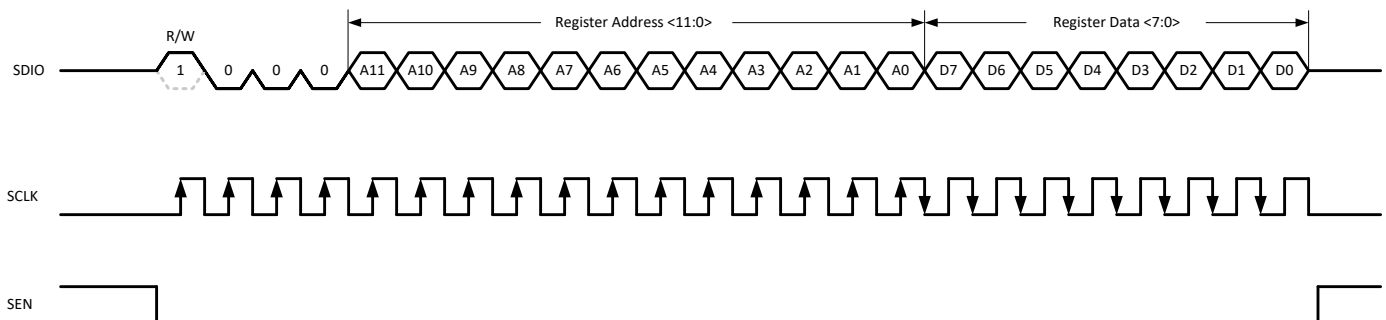 Register Address <11:0> Register Data <7:0>
R/W
SDIO 1 0 0 0 A11 A10 A9 A8 A7 A6 A5 A4 A3 A2 A1 A0 D7 D6 D5 D4 D3 D2 D1 D0
SCLK
SEN